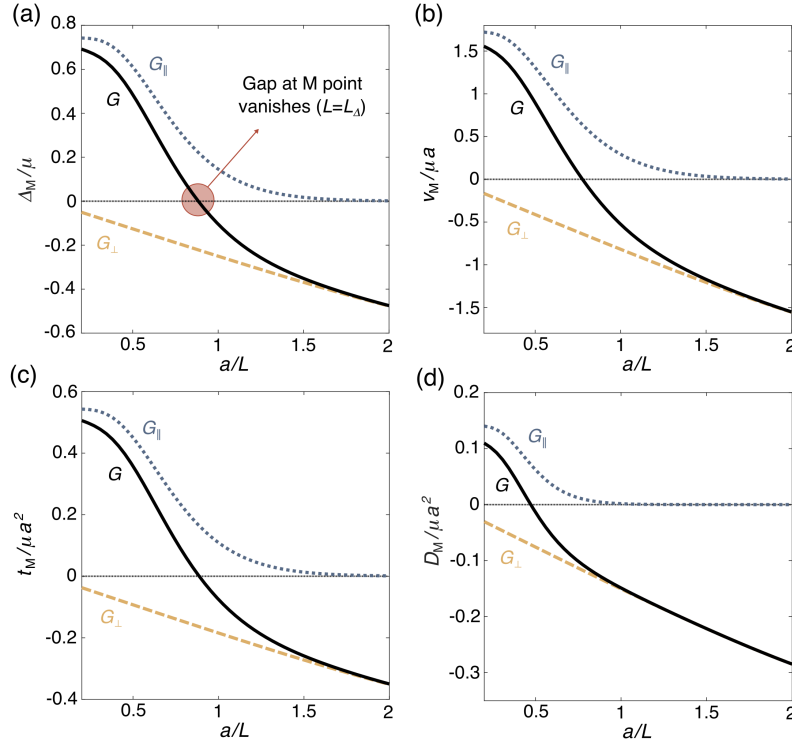 (a)
0.8
0.6
0.4
0.2
0
-0.2
-0.4
-0.6
Δ_M/μ
G_∥
G
G_⊥
Gap at M point
vanishes (L=L_Δ)
0.5
1
1.5
2
a/L
(b)
1.5
1
0.5
0
-0.5
-1
-1.5
v_M/μa
G_∥
G
G_⊥
0.5
1
1.5
2
a/L
(c)
0.6
0.4
0.2
0
-0.2
-0.4
t_M/μa²
G_∥
G
G_⊥
0.5
1
1.5
2
a/L
(d)
0.2
0.1
0
-0.1
-0.2
-0.3
D_M/μa²
G_∥
G
G_⊥
0.5
1
1.5
2
a/L